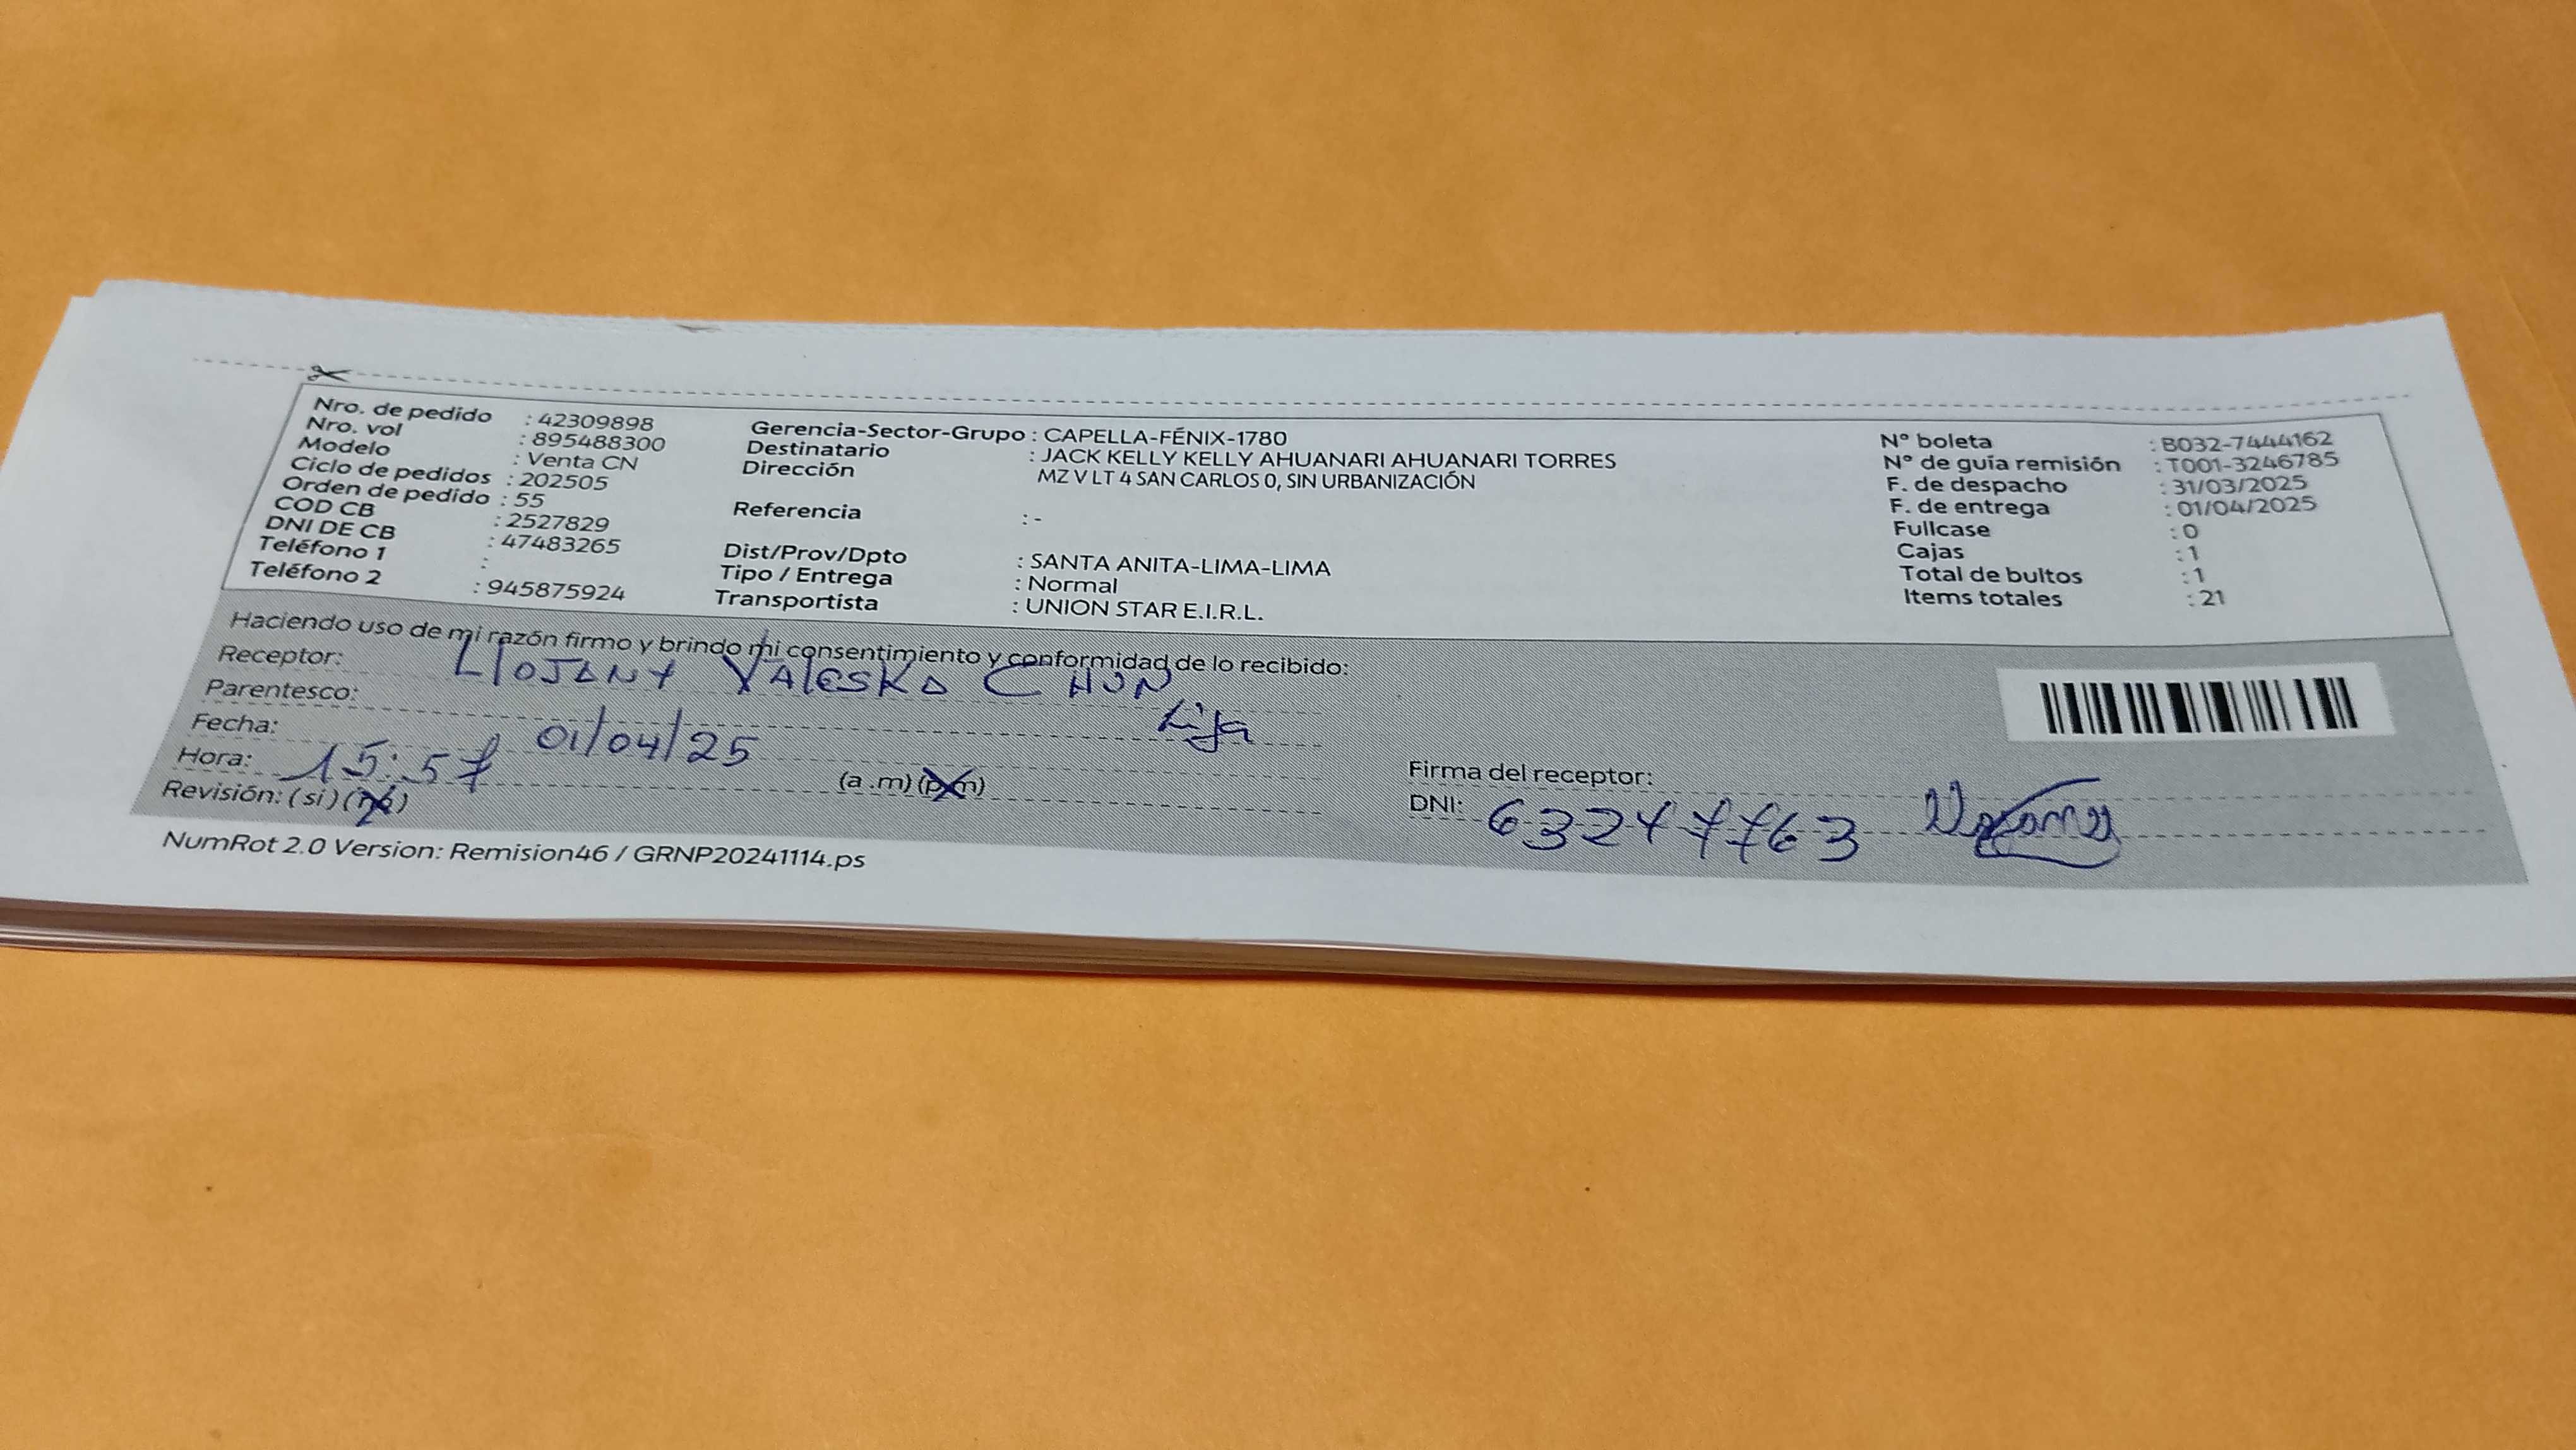 Nro. de pedido : 42309898
Nro. vol : 895488300
Modelo : Venta CN
Ciclo de pedidos : 202505
Orden de pedido : 55
COD CB : 2527829
DNI DE CB : 47483265
Teléfono 1 :
Teléfono 2 : 945875924
Gerencia-Sector-Grupo : CAPELLA-FÉNIX-1780
Destinatario : JACK KELLY KELLY AHUANARI AHUANARI TORRES
Dirección MZ V LT 4 SAN CARLOS 0, SIN URBANIZACIÓN
Referencia : -
Dist/Prov/Dpto : SANTA ANITA-LIMA-LIMA
Tipo / Entrega : Normal
Transportista : UNION STAR E.I.R.L.
N° boleta : B032-7444162
N° de guía remisión : T001-3246785
F. de despacho : 31/03/2025
F. de entrega : 01/04/2025
Fullcase : 0
Cajas : 1
Total de bultos : 1
Items totales : 21
Haciendo uso de mi razón firmo y brindo mi consentimiento y conformidad de lo recibido:
Receptor: Valeska CHUN
Parentesco:
Fecha: 01/04/25
Hora: 15:57 (a .m) (p.m)
Revisión: ( si ) ( no )
Firma del receptor:
DNI:
NumRot 2.0 Version: Remision46 / GRNP20241114.ps